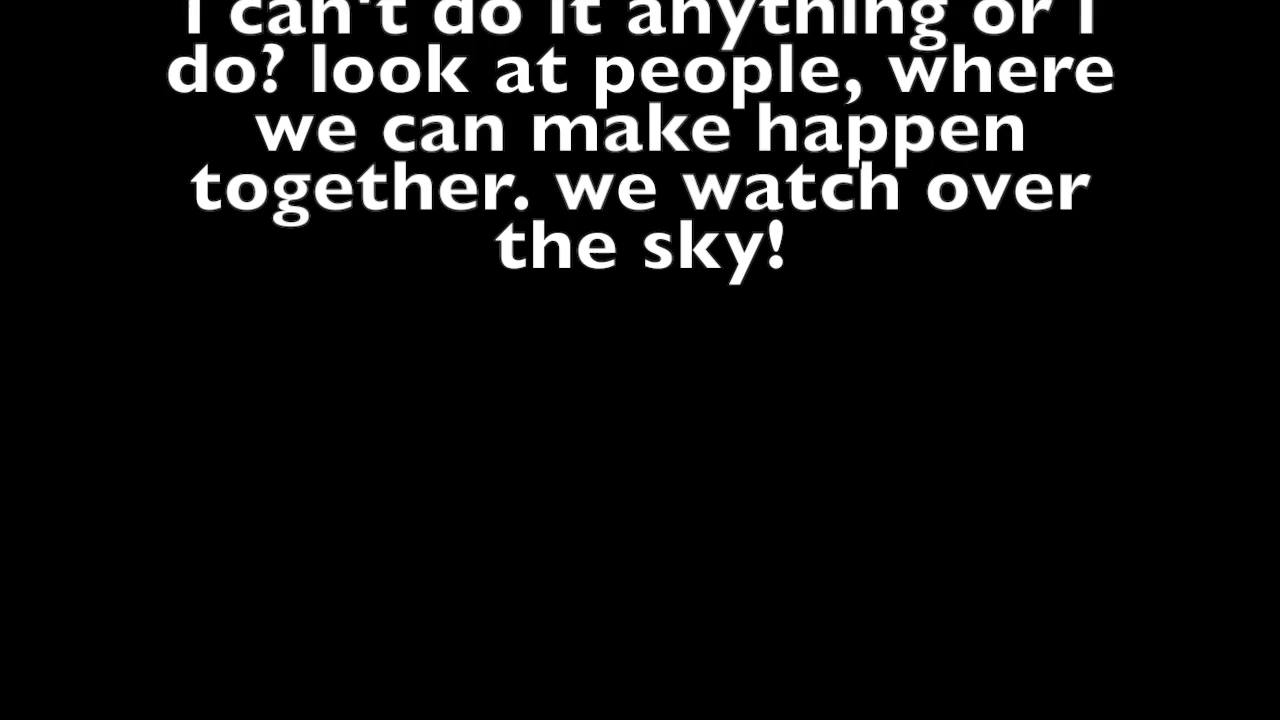 I can't do it anything or I
do? look at people, where
we can make happen
together. we watch over
the sky!